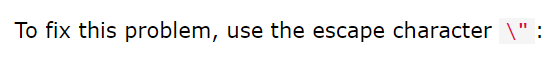 To fix this problem, use the escape character \":